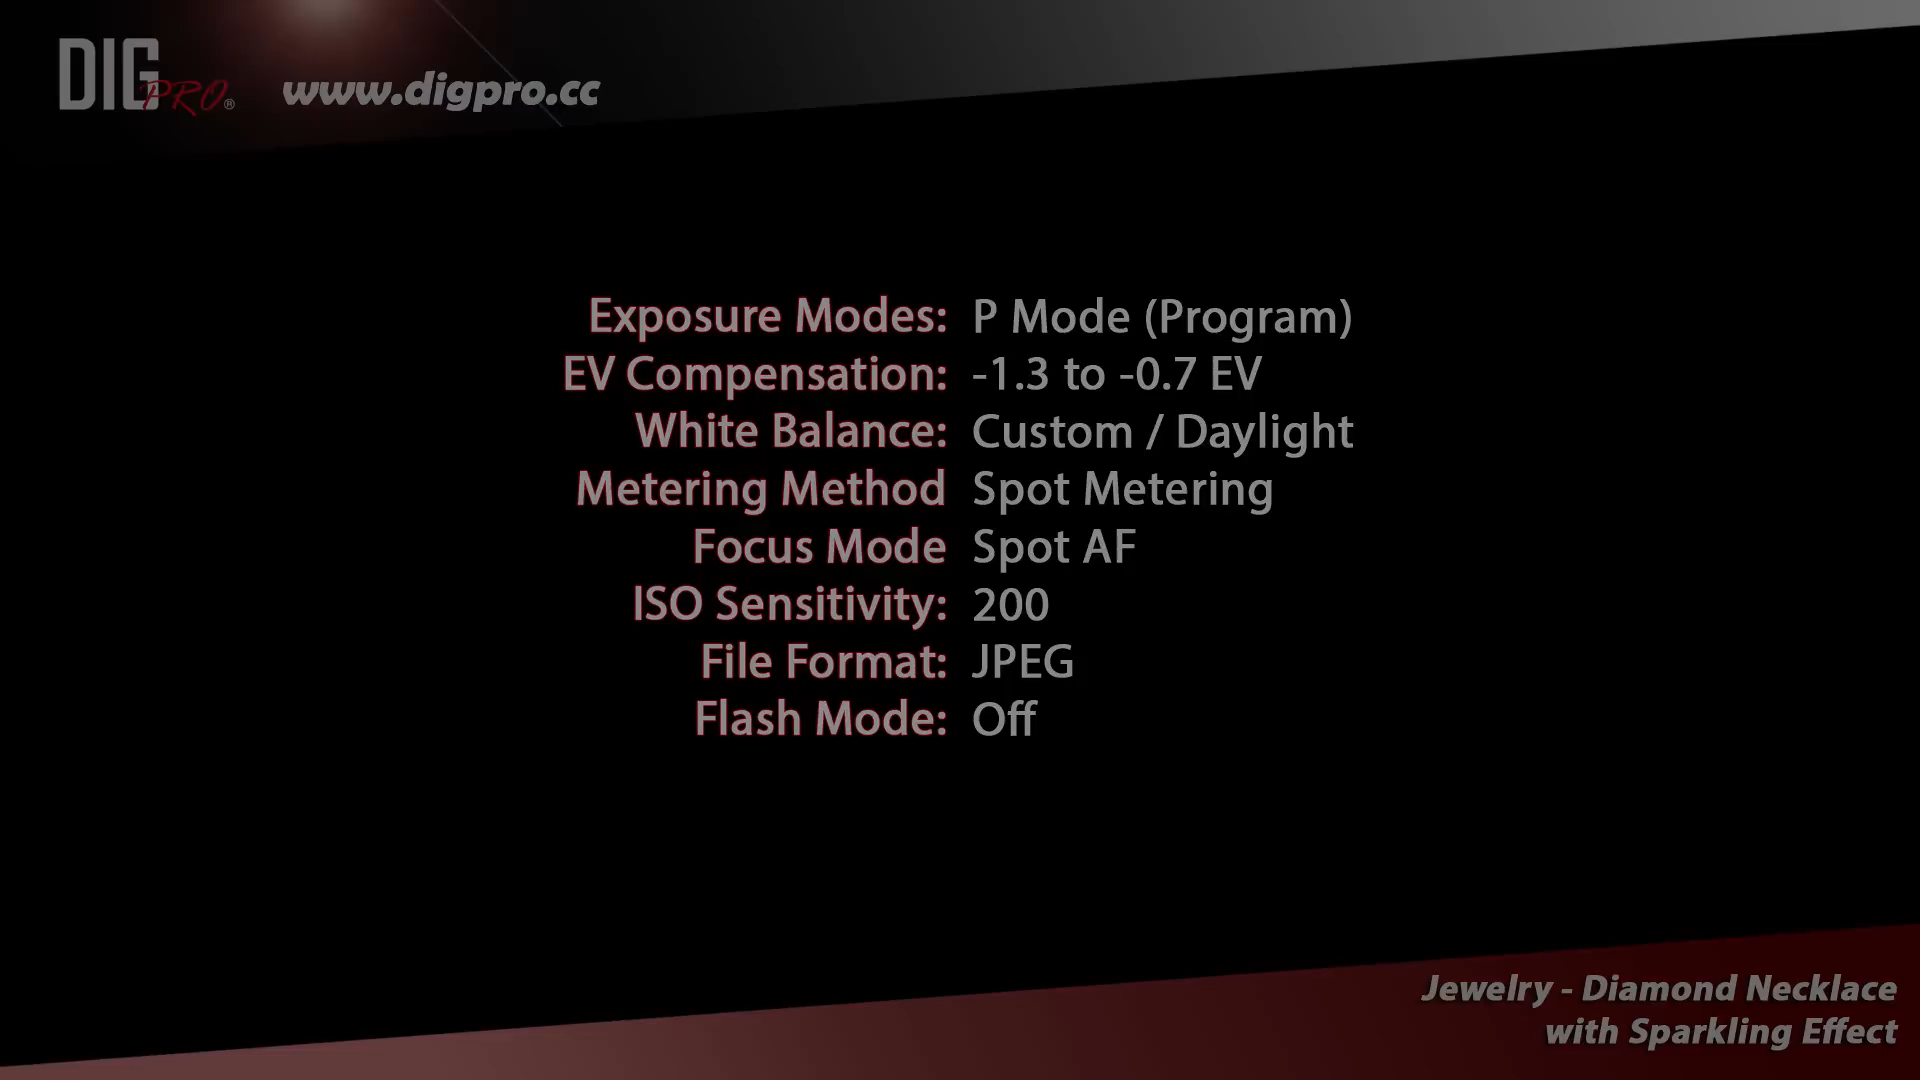 DIG PRO®
www.digpro.cc
Exposure Modes: P Mode (Program)
EV Compensation: -1.3 to -0.7 EV
White Balance: Custom / Daylight
Metering Method Spot Metering
Focus Mode Spot AF
ISO Sensitivity: 200
File Format: JPEG
Flash Mode: Off
Jewelry - Diamond Necklace
with Sparkling Effect